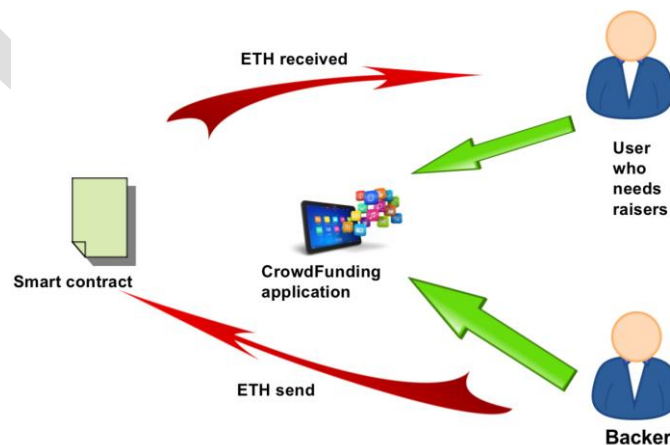 ETH received
User
who
needs
raisers
Smart contract
CrowdFunding
application
ETH send
Backer